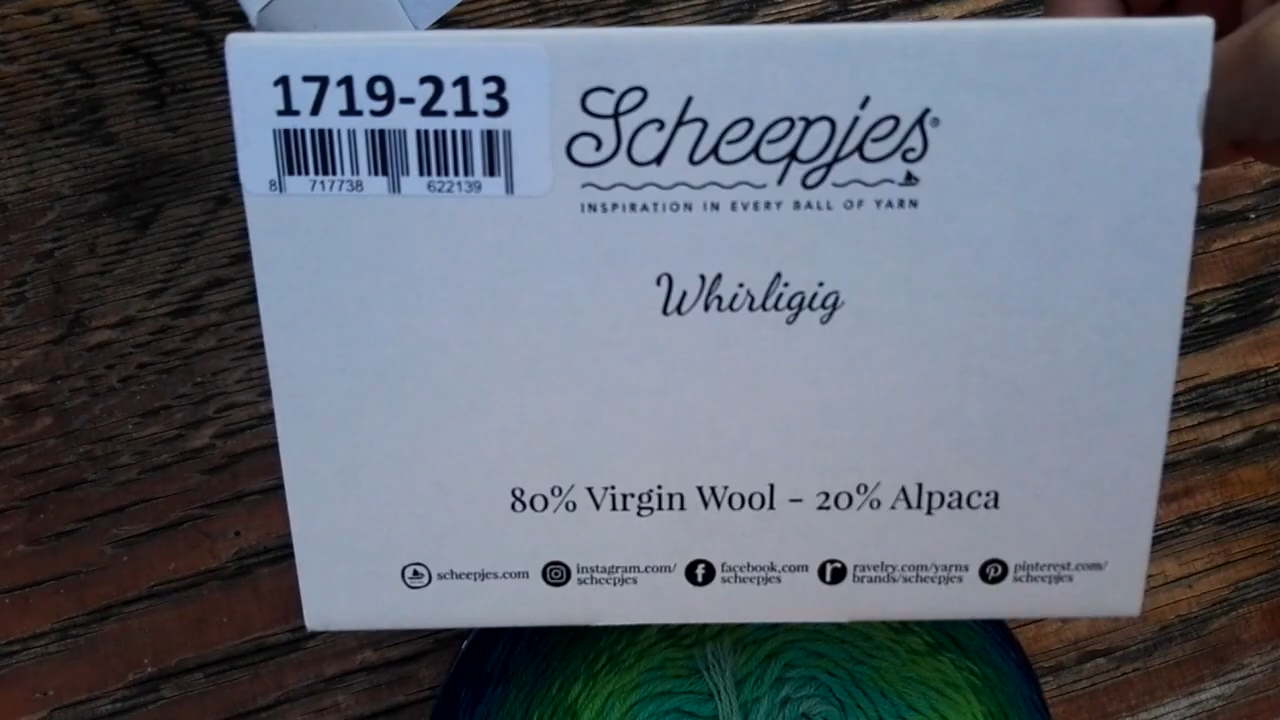 1719-213
8 717738 622139
Scheepjes®
INSPIRATION IN EVERY BALL OF YARN
Whirligig
80% Virgin Wool - 20% Alpaca
scheepjes.com
instagram.com/
scheepjes
facebook.com
scheepjes
ravelry.com/yarns
brands/scheepjes
pinterest.com/
scheepjes